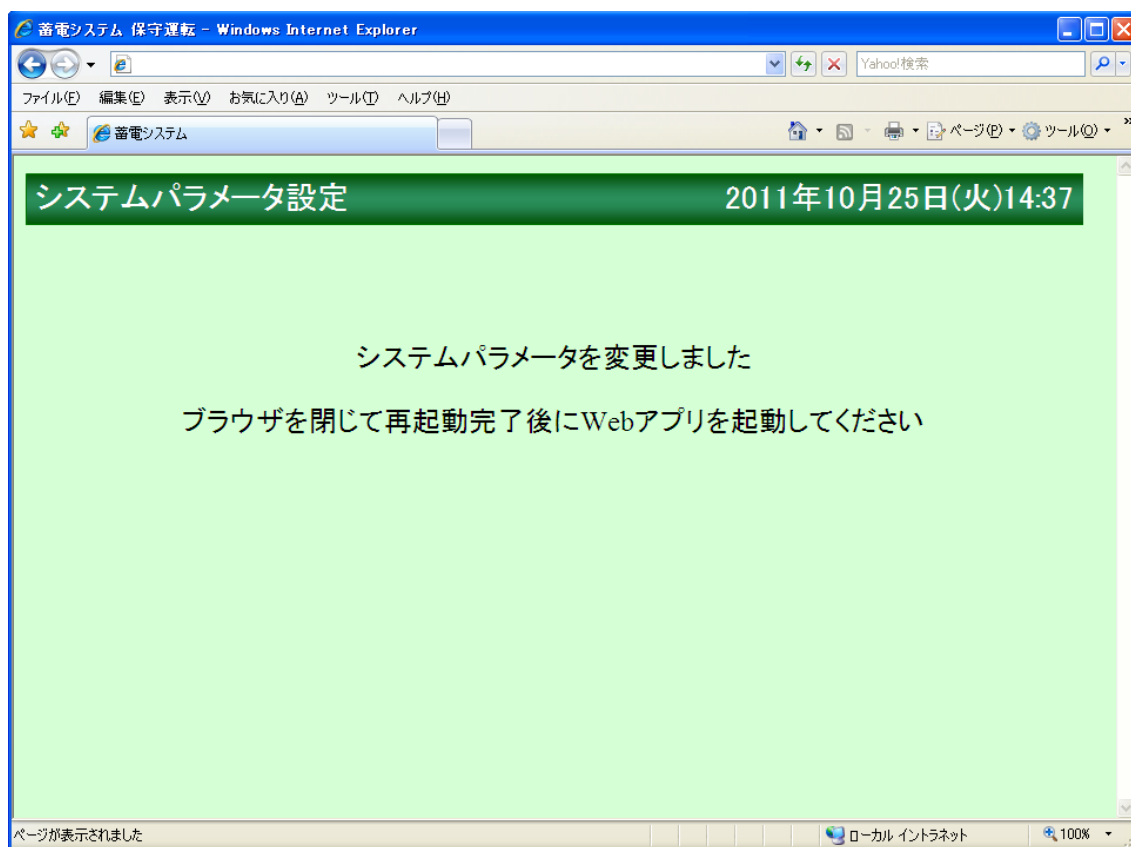 蓄電システム 保守運転 - Windows Internet Explorer
Yahoo!検索
ファイル(F) 編集(E) 表示(V) お気に入り(A) ツール(T) ヘルプ(H)
蓄電システム ページ(P) ツール(O) »
システムパラメータ設定 2011年10月25日(火)14:37
システムパラメータを変更しました
ブラウザを閉じて再起動完了後にWebアプリを起動してください
ページが表示されました ローカル イントラネット 100%